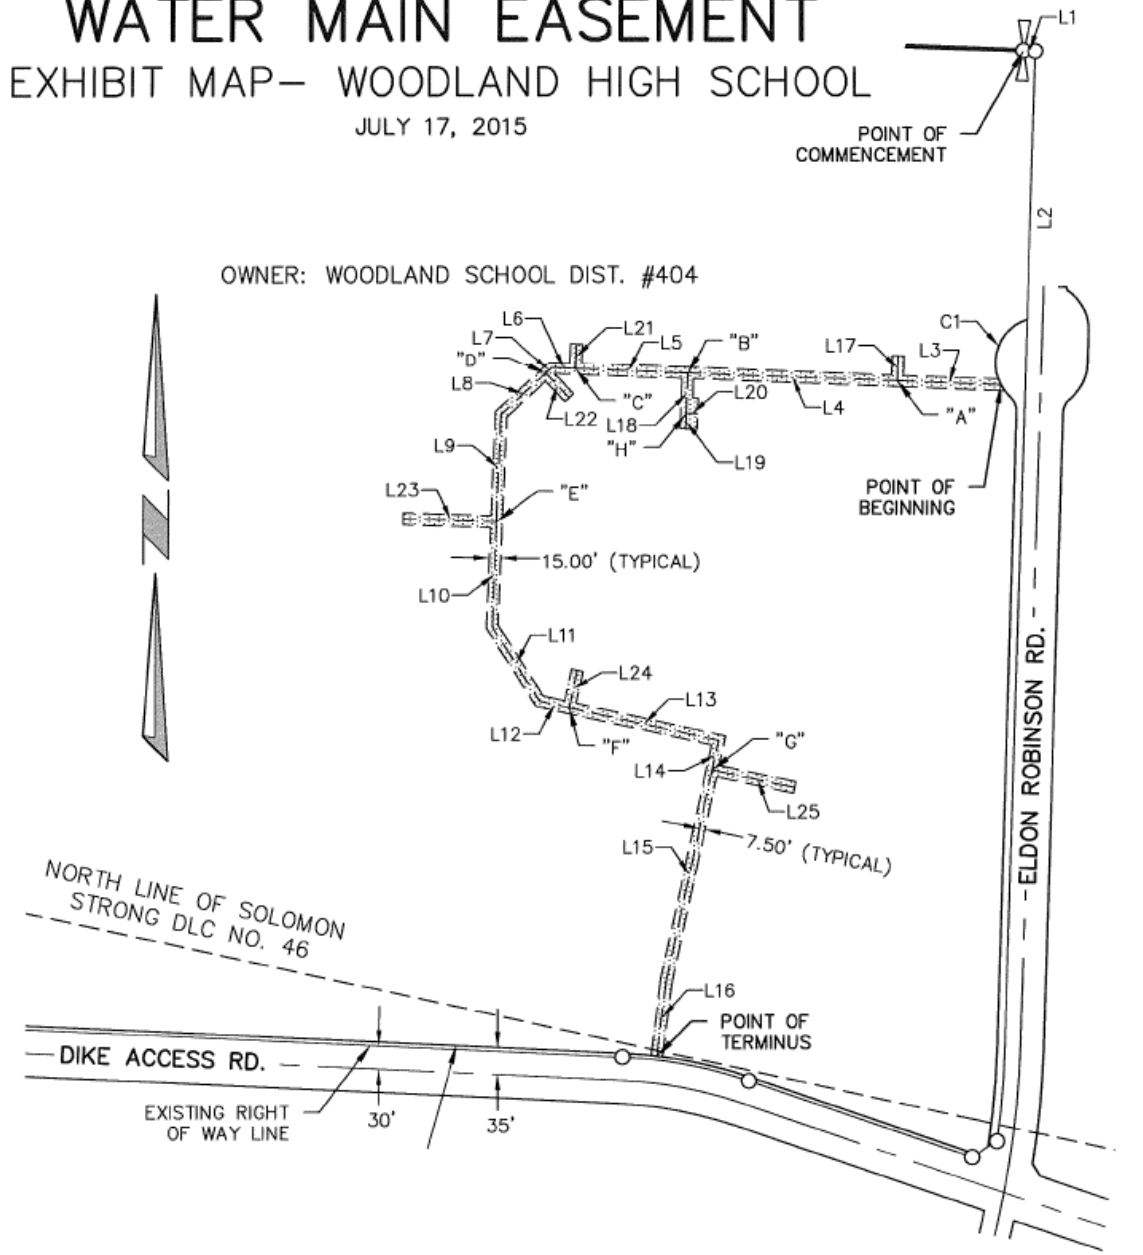 WATER MAIN EASEMENT
EXHIBIT MAP– WOODLAND HIGH SCHOOL
JULY 17, 2015
L1
POINT OF
COMMENCEMENT
L2
OWNER: WOODLAND SCHOOL DIST. #404
L6
L21
L7
L5
"B"
L17
L3
C1
"D"
L8
L22
"C"
L18
L20
L4
"A"
"H"
L19
L9
POINT OF
BEGINNING
L23
"E"
15.00' (TYPICAL)
L10
L11
L24
L13
L12
"F"
"G"
L14
L25
L15
7.50' (TYPICAL)
ELDON ROBINSON RD.
NORTH LINE OF SOLOMON
STRONG DLC NO. 46
L16
POINT OF
TERMINUS
DIKE ACCESS RD.
EXISTING RIGHT
OF WAY LINE
30'
35'
N